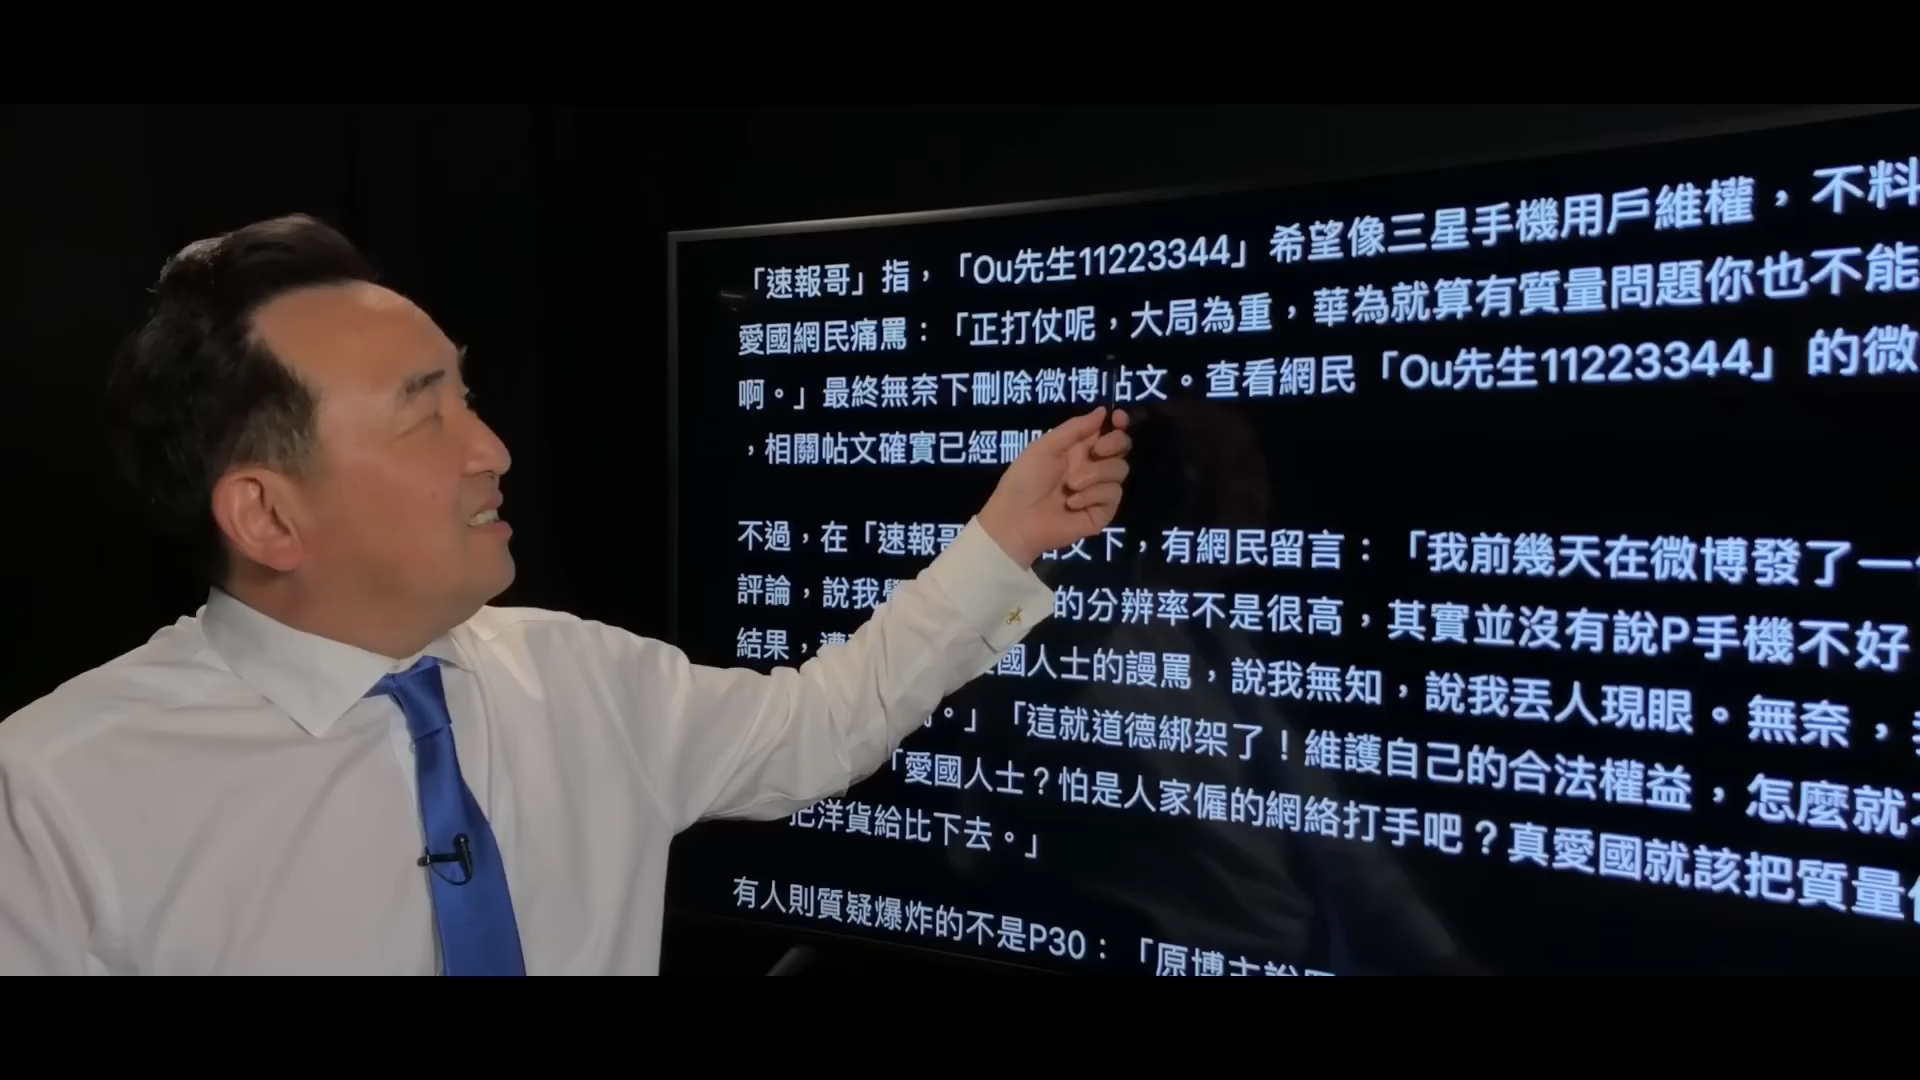 「速報哥」指，「Ou先生11223344」希望像三星手機用戶維權，不料
愛國網民痛罵：「正打仗呢，大局為重，華為就算有質量問題你也不能
啊。」最終無奈下刪除微博帖文。查看網民「Ou先生11223344」的微
，相關帖文確實已經刪
不過，在「速報哥 下，有網民留言：「我前幾天在微博發了一
評論，說我 的分辨率不是很高，其實並沒有說P手機不好
結果， 國人士的謾罵，說我無知，說我丟人現眼。無奈，
。」「這就道德綁架了！維護自己的合法權益，怎麼就
「愛國人士？怕是人家僱的網絡打手吧？真愛國就該把質量
把洋貨給比下去。」
有人則質疑爆炸的不是P30：「原博主說